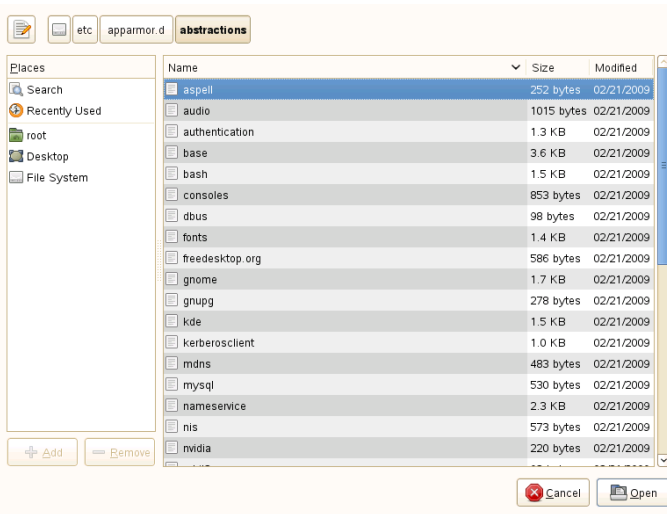 etc apparmor.d abstractions
Places
Search
Recently Used
root
Desktop
File System
Add Remove
Name Size Modified
aspell 252 bytes 02/21/2009
audio 1015 bytes 02/21/2009
authentication 1.3 KB 02/21/2009
base 3.6 KB 02/21/2009
bash 1.5 KB 02/21/2009
consoles 853 bytes 02/21/2009
dbus 98 bytes 02/21/2009
fonts 1.4 KB 02/21/2009
freedesktop.org 586 bytes 02/21/2009
gnome 1.7 KB 02/21/2009
gnupg 278 bytes 02/21/2009
kde 1.5 KB 02/21/2009
kerberosclient 1.0 KB 02/21/2009
mdns 483 bytes 02/21/2009
mysql 530 bytes 02/21/2009
nameservice 2.3 KB 02/21/2009
nis 573 bytes 02/21/2009
nvidia 220 bytes 02/21/2009
Cancel Open